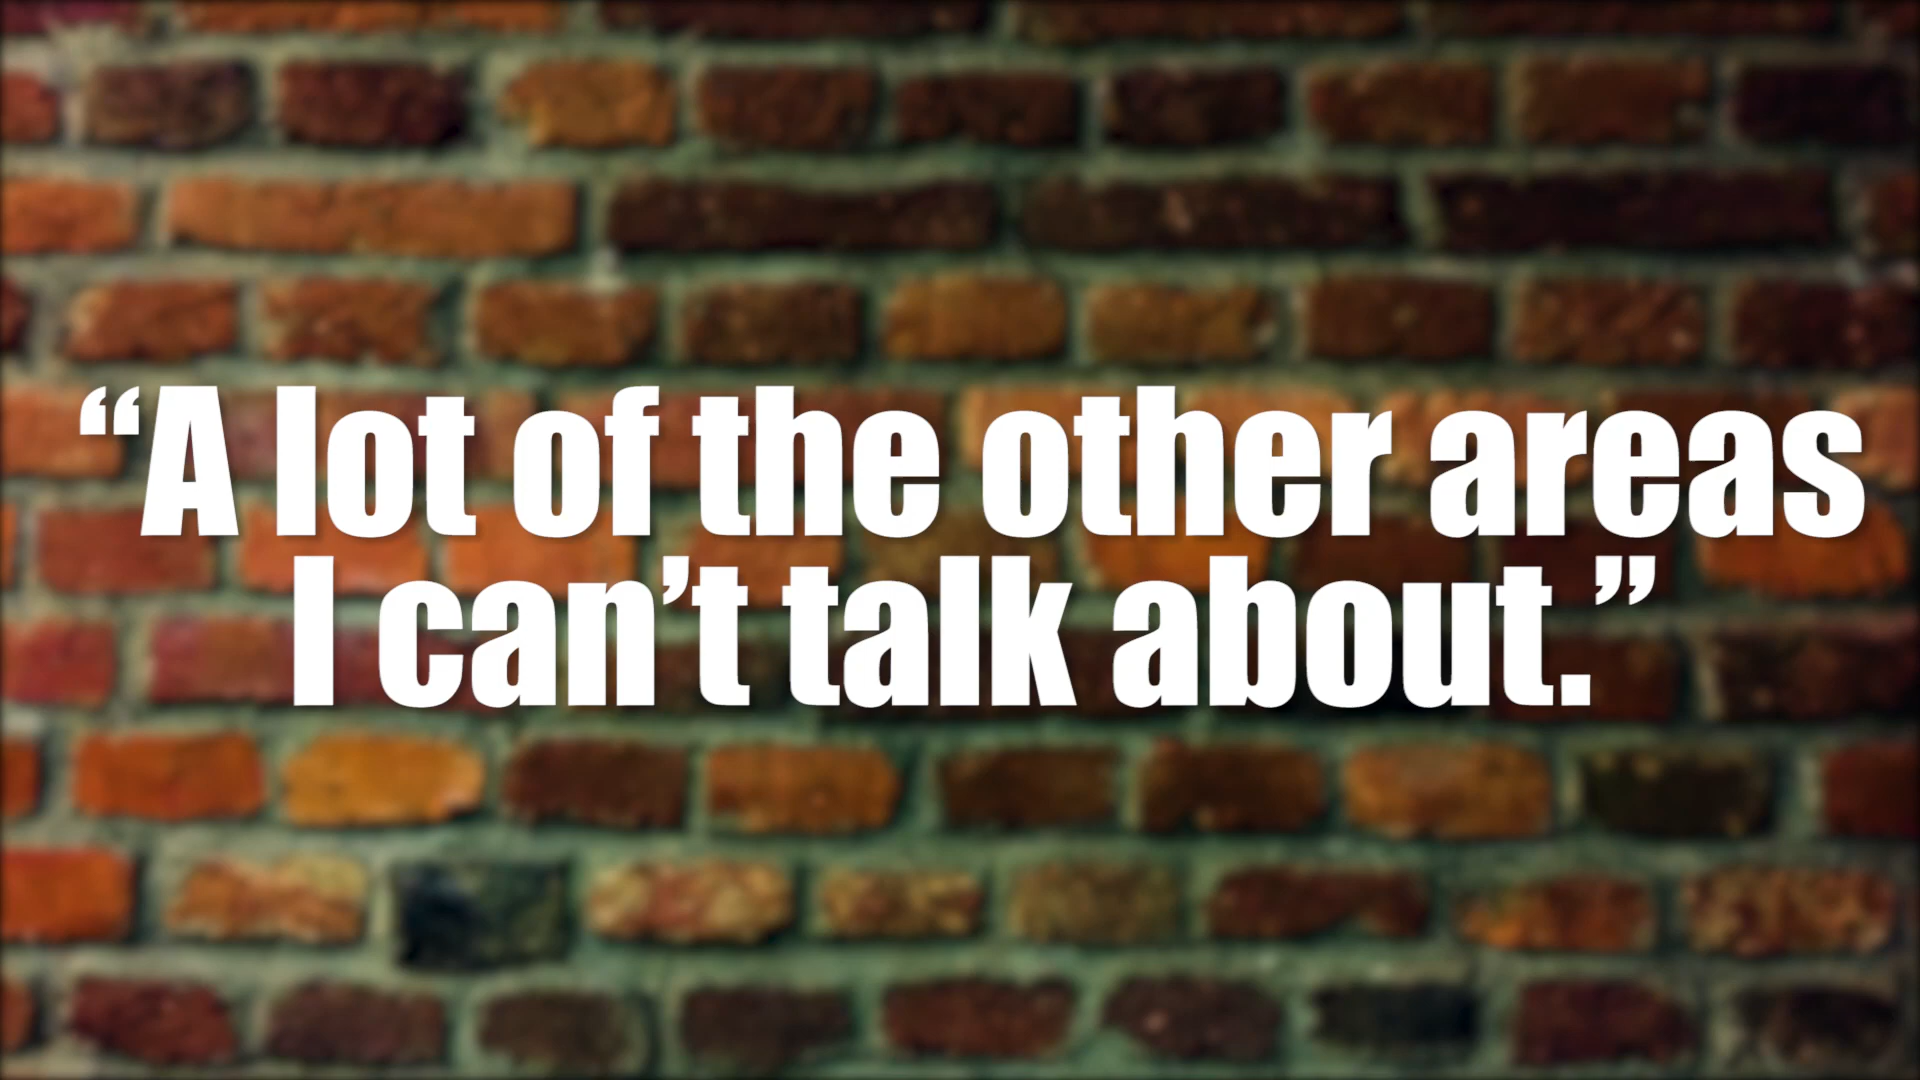 “A lot of the other areas
I can’t talk about.”